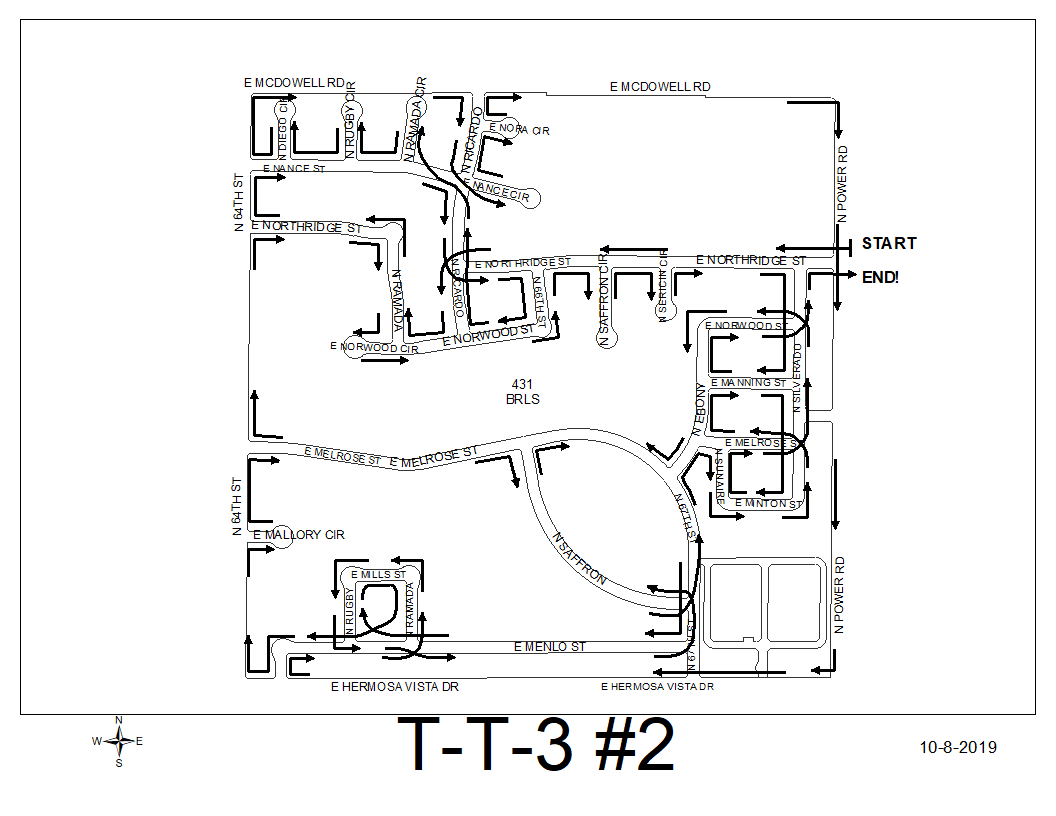 E MCDOWELL RD
E MCDOWELL RD
N DIEGO CIR
N RUGBY CIR
N RAMADA CIR
N RICARDO
E NORA CIR
N POWER RD
E NANCE ST
E NANCE CIR
N 64TH ST
E NORTHRIDGE ST
START
E NORTHRIDGE ST
E NORTHRIDGE ST
END!
N RAMADA
N RICARDO
N 66TH ST
N SAFFRON CIR
N SERICIN CIR
E NORWOOD CIR
E NORWOOD ST
E NORWOOD ST
N SILVERADO
E MANNING ST
431
BRLS
N EBONY
E MELROSE ST
E MELROSE ST
E MELROSE ST
N SUNAIRE
E MINTON ST
N 64TH ST
N 67TH ST
E MALLORY CIR
N SAFFRON
N POWER RD
E MILLS ST
N RUGBY
N RAMADA
N 67TH ST
E MENLO ST
E HERMOSA VISTA DR
E HERMOSA VISTA DR
N
W E
S
T-T-3 #2
10-8-2019